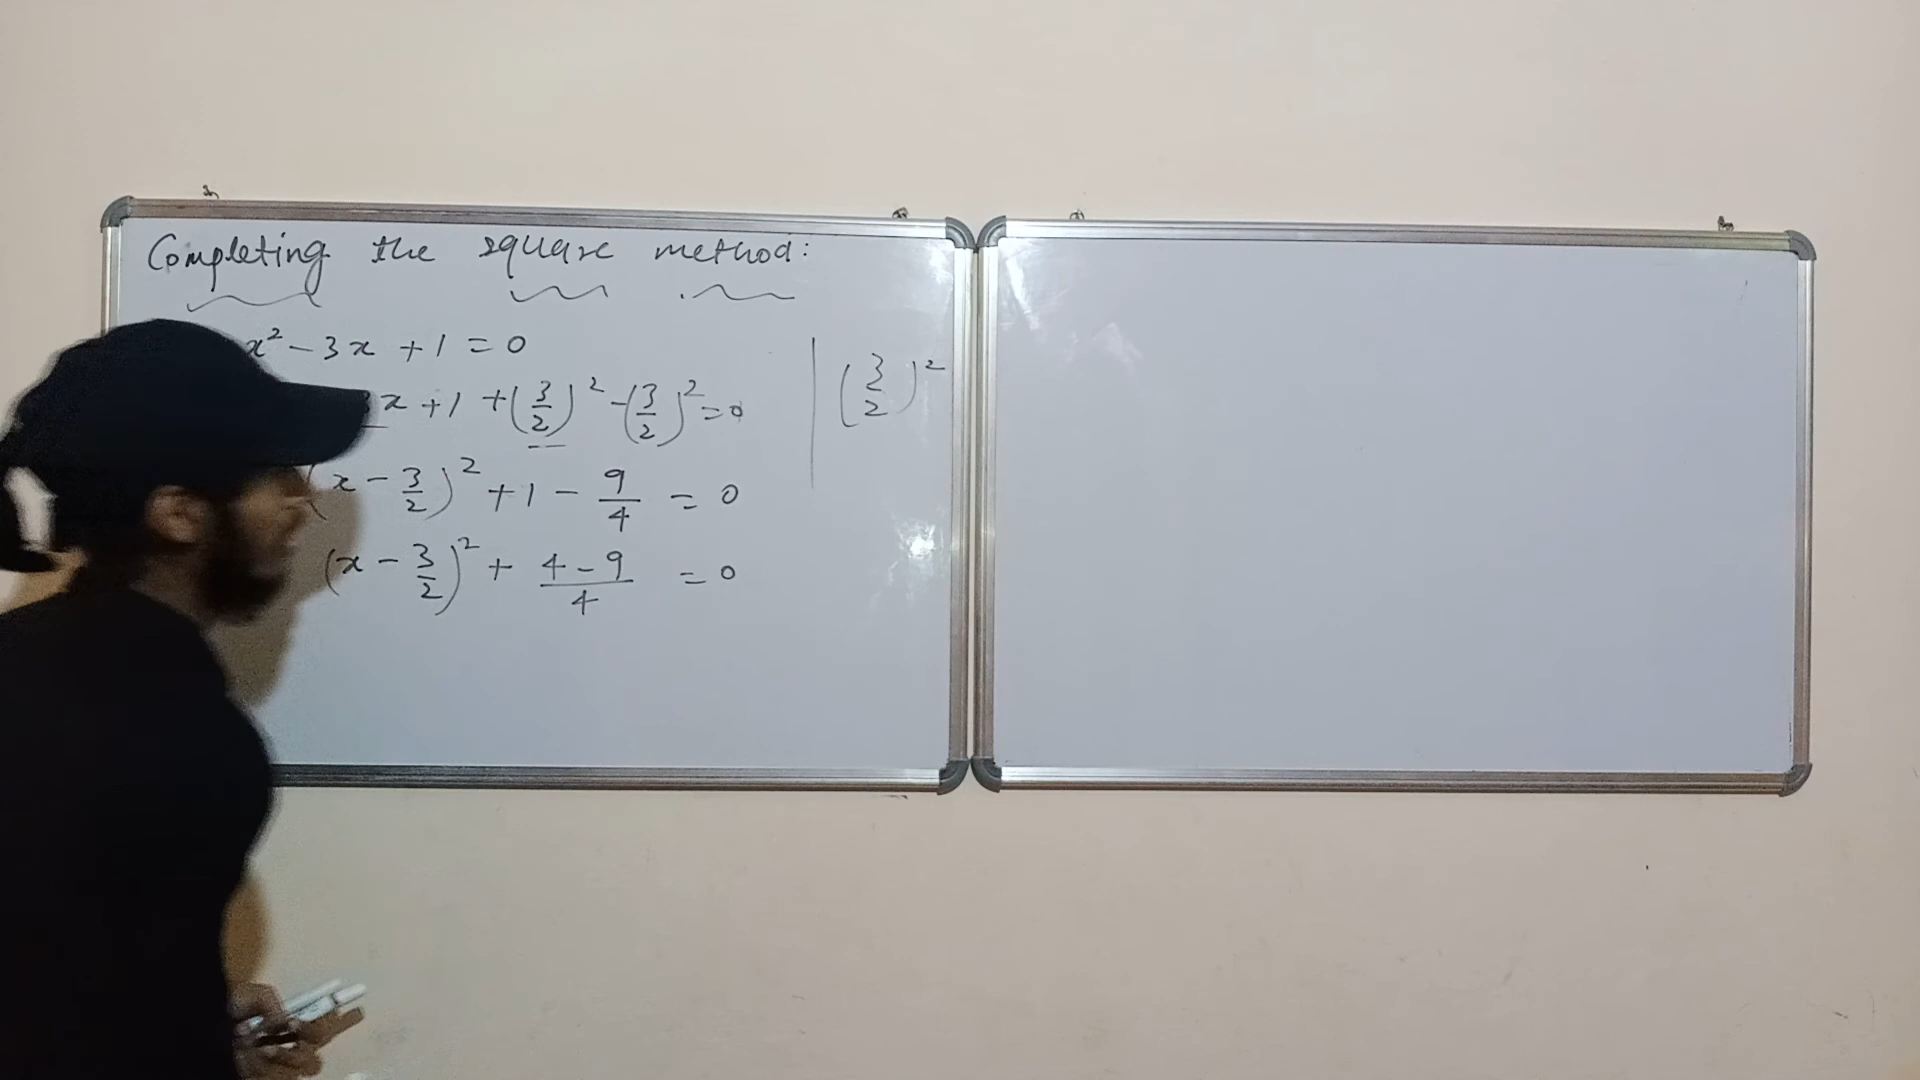 Completing the square method:
x² - 3x + 1 = 0
x + 1 + (3/2)² - (3/2)² = 0
(3/2)²
(x - 3/2)² + 1 - 9/4 = 0
(x - 3/2)² + (4 - 9)/4 = 0